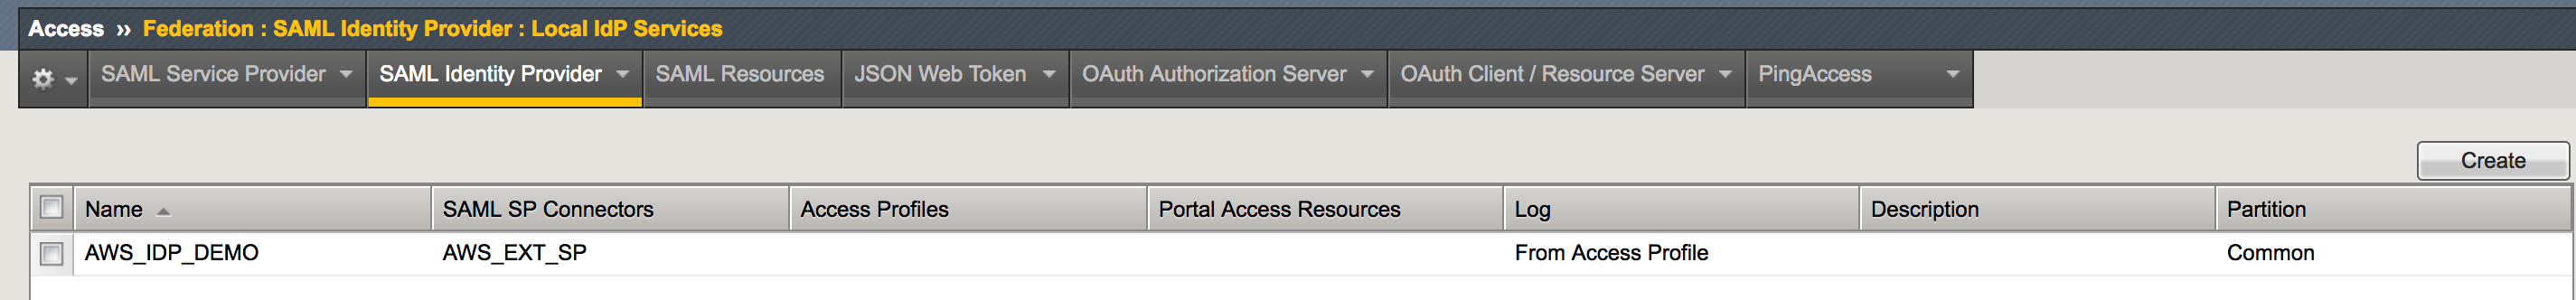 Access ›› Federation : SAML Identity Provider : Local IdP Services
SAML Service Provider SAML Identity Provider SAML Resources JSON Web Token OAuth Authorization Server OAuth Client / Resource Server PingAccess
Create
Name SAML SP Connectors Access Profiles Portal Access Resources Log Description Partition
AWS_IDP_DEMO AWS_EXT_SP From Access Profile Common